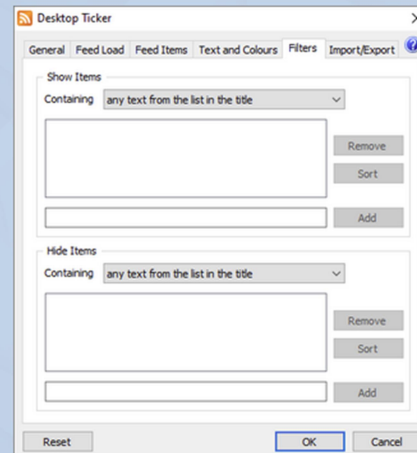 Desktop Ticker
General Feed Load Feed Items Text and Colours Filters Import/Export
Show Items
Containing any text from the list in the title
Remove
Sort
Add
Hide Items
Containing any text from the list in the title
Remove
Sort
Add
Reset OK Cancel